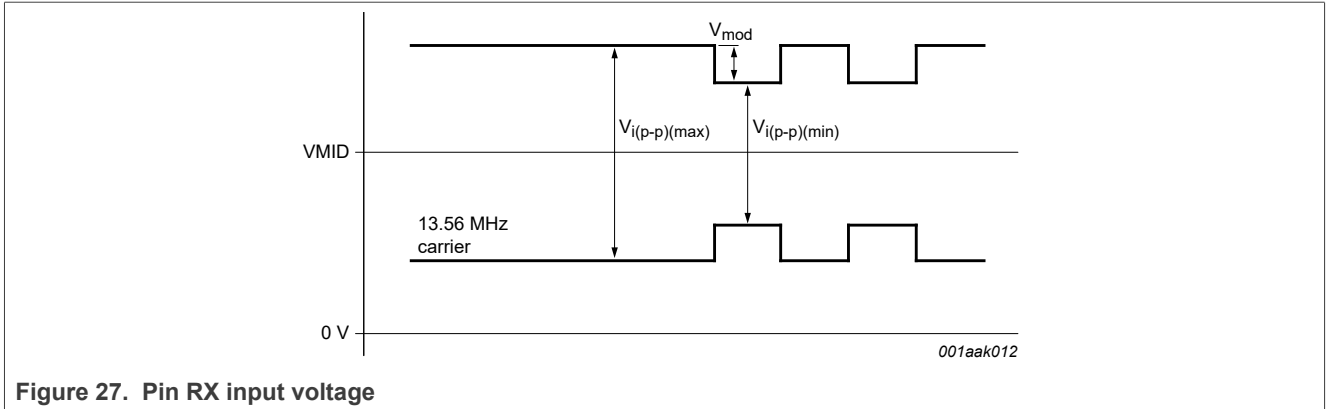 Vmod
Vi(p-p)(max)
Vi(p-p)(min)
VMID
13.56 MHz
carrier
0 V
001aak012
Figure 27. Pin RX input voltage